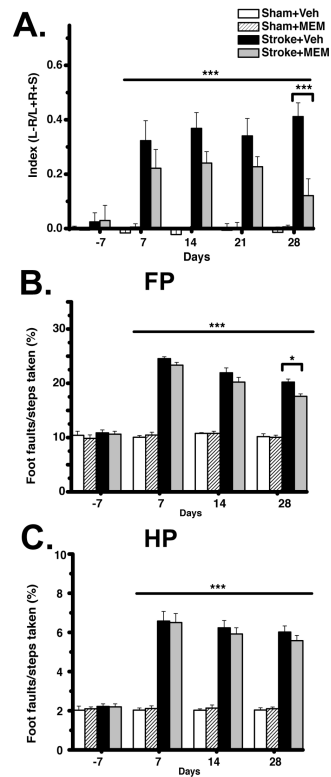 Sham+Veh
Sham+MEM
Stroke+Veh
Stroke+MEM
A.
***
***
Index (L-R/L+R+S)
0.6
0.4
0.2
0.0
-7 7 14 21 28
Days
B. FP
***
*
Foot faults/steps taken (%)
30
20
10
0
-7 7 14 28
Days
C. HP
***
Foot faults/steps taken (%)
10
8
6
4
2
0
-7 7 14 28
Days